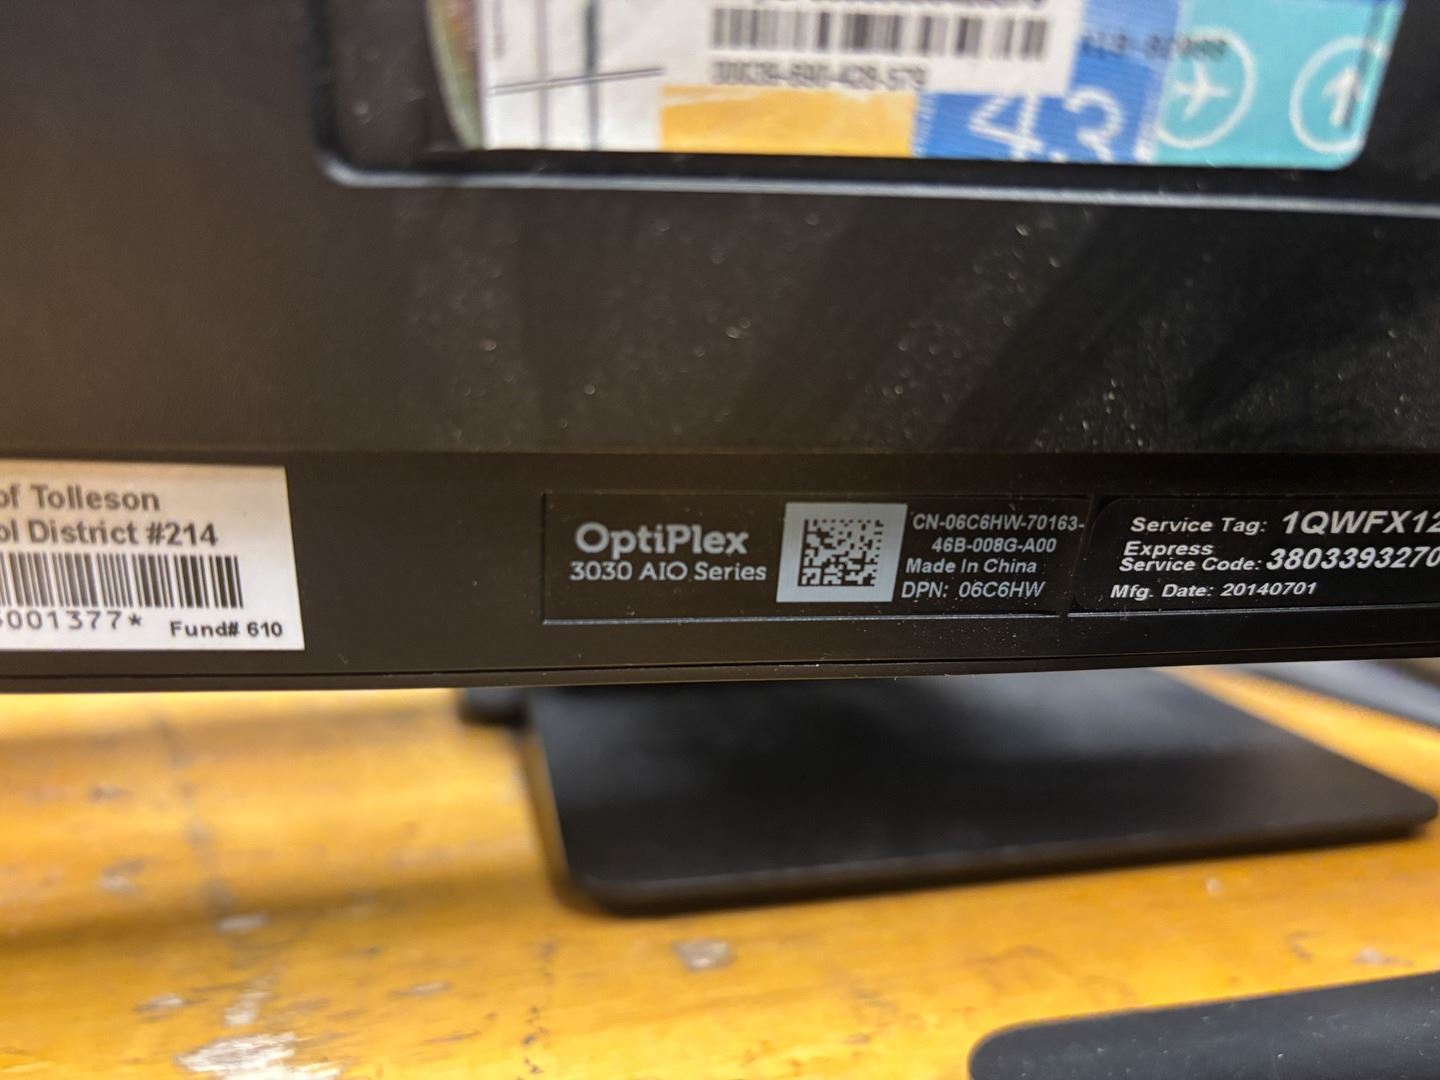 43
of Tolleson
ol District #214
001377*
Fund# 610
OptiPlex
3030 AIO Series
CN-06C6HW-70163-
46B-008G-A00
Made In China
DPN: 06C6HW
Service Tag: 1QWFX12
Express
Service Code: 3803393270
Mfg. Date: 20140701